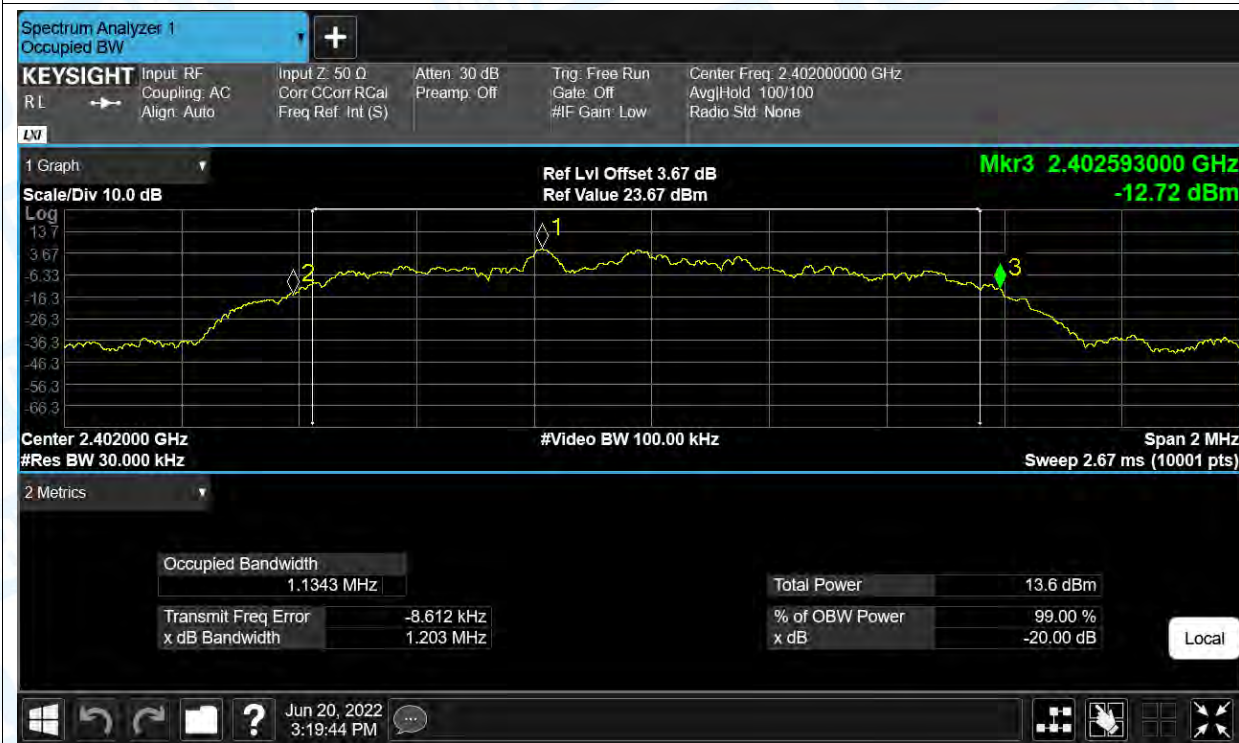 Spectrum Analyzer 1
Occupied BW
+
KEYSIGHT
R L
LXI
Input: RF
Coupling: AC
Align: Auto
Input Z: 50 Ω
Corr CCorr RCal
Freq Ref: Int (S)
Atten: 30 dB
Preamp: Off
Trig: Free Run
Gate: Off
#IF Gain: Low
Center Freq: 2.402000000 GHz
Avg|Hold: 100/100
Radio Std: None
1 Graph
Scale/Div 10.0 dB
Ref Lvl Offset 3.67 dB
Ref Value 23.67 dBm
Mkr3 2.402593000 GHz
-12.72 dBm
Log
13.7
3.67
-6.33
-16.3
-26.3
-36.3
-46.3
-56.3
-66.3
1
2
3
Center 2.402000 GHz
#Res BW 30.000 kHz
#Video BW 100.00 kHz
Span 2 MHz
Sweep 2.67 ms (10001 pts)
2 Metrics
Occupied Bandwidth
1.1343 MHz
Transmit Freq Error -8.612 kHz
x dB Bandwidth 1.203 MHz
Total Power 13.6 dBm
% of OBW Power 99.00 %
x dB -20.00 dB
Local
?
Jun 20, 2022
3:19:44 PM